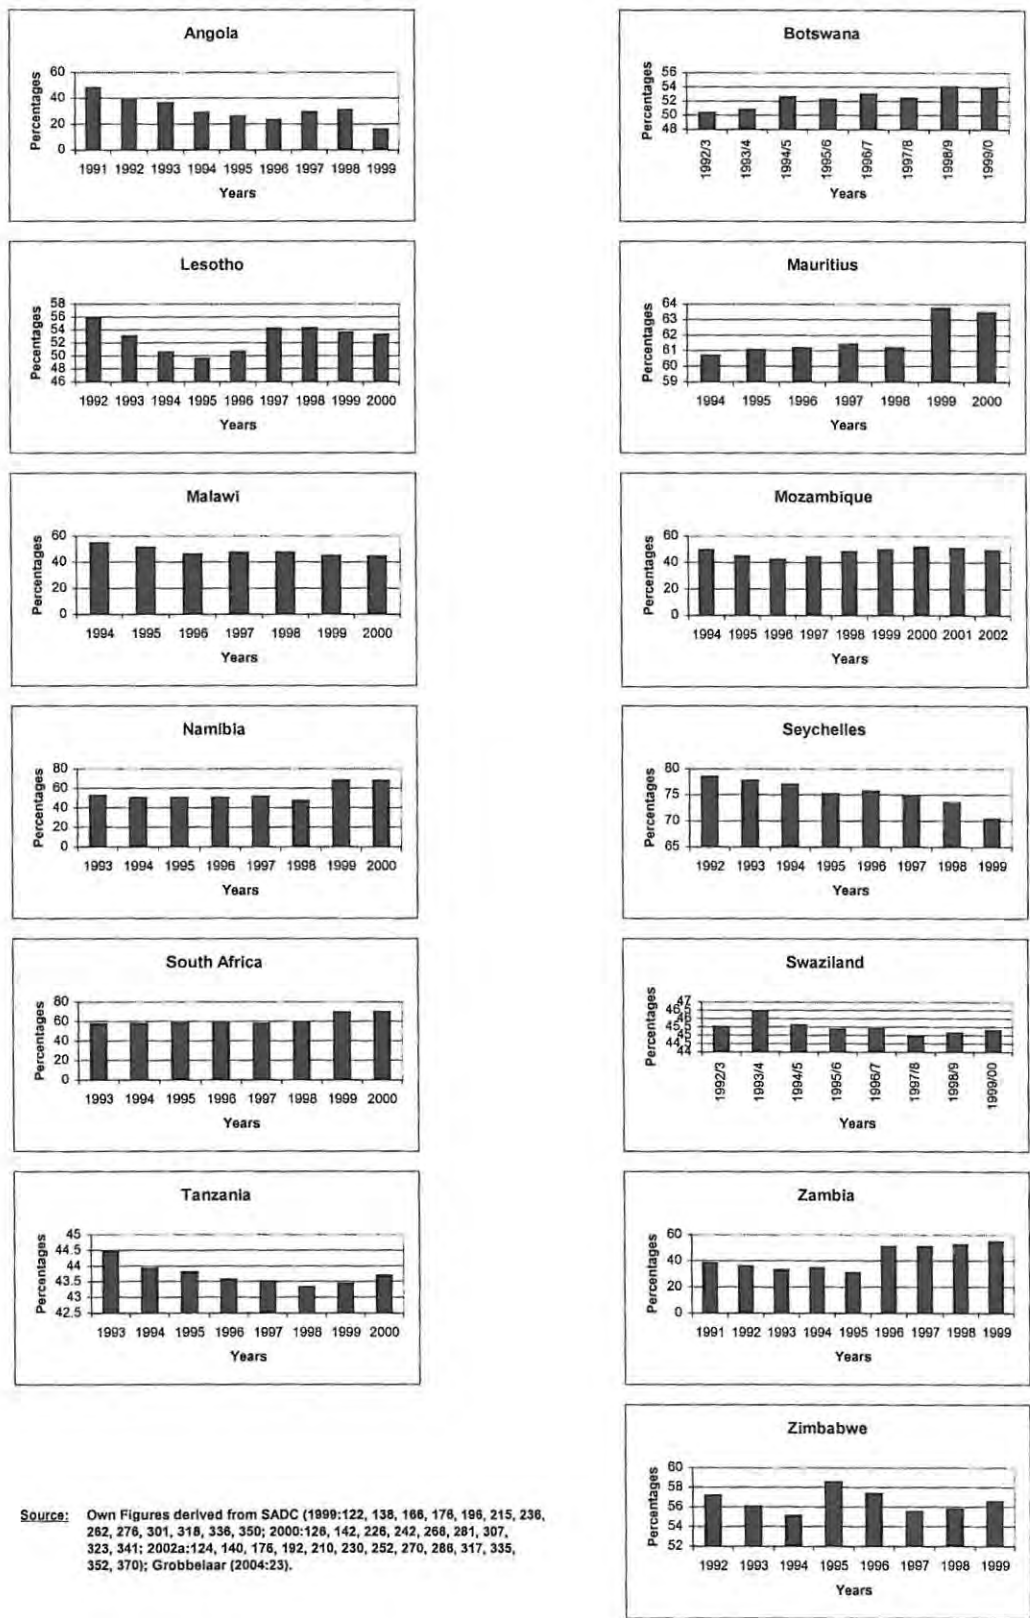 Angola
Percentages
60
40
20
0
1991 1992 1993 1994 1995 1996 1997 1998 1999
Years
Botswana
Percentages
56
54
52
50
48
1992/3 1993/4 1994/5 1995/6 1996/7 1997/8 1998/9 1999/0
Years
Lesotho
Pecentages
58
56
54
52
50
48
46
1992 1993 1994 1995 1996 1997 1998 1999 2000
Years
Mauritius
Percentages
64
63
62
61
60
59
1994 1995 1996 1997 1998 1999 2000
Years
Malawi
Percentages
60
40
20
0
1994 1995 1996 1997 1998 1999 2000
Years
Mozambique
Percentages
60
40
20
0
1994 1995 1996 1997 1998 1999 2000 2001 2002
Years
Namibia
Percentages
80
60
40
20
0
1993 1994 1995 1996 1997 1998 1999 2000
Years
Seychelles
Percentages
80
75
70
65
1992 1993 1994 1995 1996 1997 1998 1999
Years
South Africa
Percentages
80
60
40
20
0
1993 1994 1995 1996 1997 1998 1999 2000
Years
Swaziland
Percentages
47
46.5
46
45.5
45
44.5
44
1992/3 1993/4 1994/5 1995/6 1996/7 1997/8 1998/9 1999/00
Years
Tanzania
Percentages
45
44.5
44
43.5
43
42.5
1993 1994 1995 1996 1997 1998 1999 2000
Years
Zambia
Percentages
60
40
20
0
1991 1992 1993 1994 1995 1996 1997 1998 1999
Years
Zimbabwe
Percentages
60
58
56
54
52
1992 1993 1994 1995 1996 1997 1998 1999
Years
Source: Own Figures derived from SADC (1999:122, 138, 166, 176, 196, 215, 236,
262, 276, 301, 318, 336, 350; 2000:126, 142, 226, 242, 268, 281, 307,
323, 341; 2002a:124, 140, 176, 192, 210, 230, 252, 270, 286, 317, 335,
352, 370); Grobbelaar (2004:23).